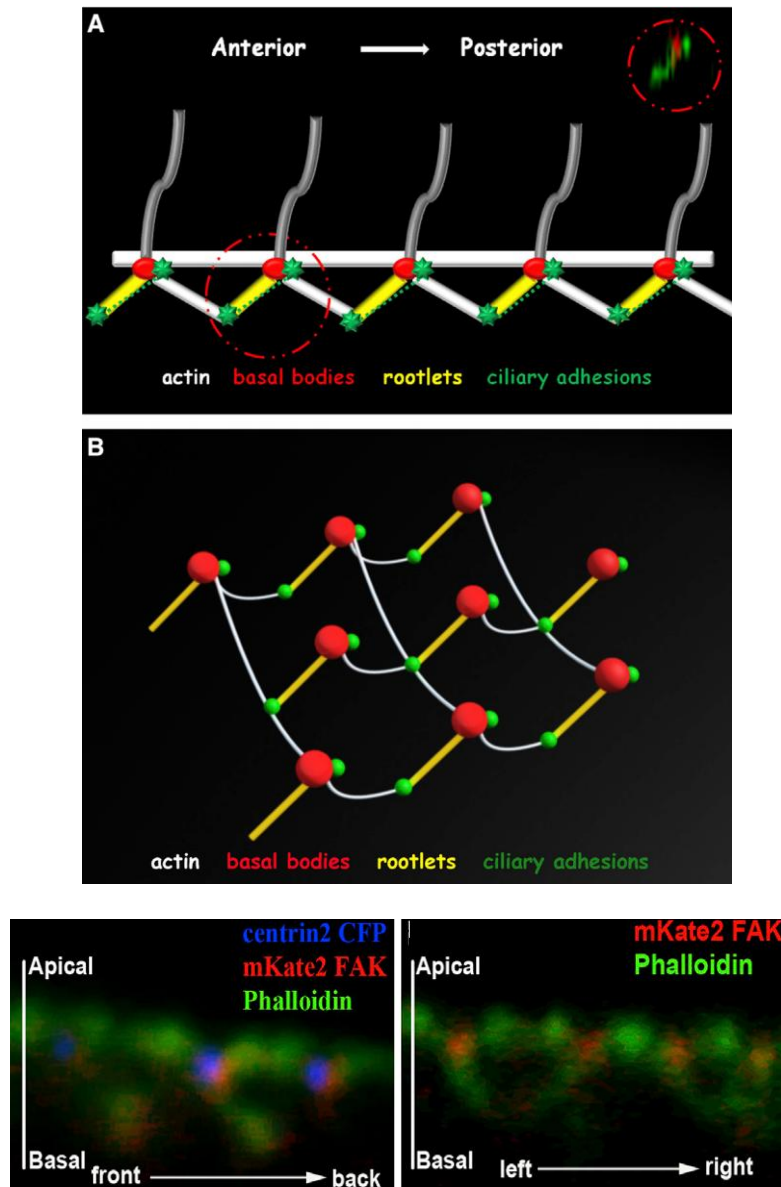 A
Anterior Posterior
actin basal bodies rootlets ciliary adhesions
B
actin basal bodies rootlets ciliary adhesions
centrin2 CFP
mKate2 FAK
Phalloidin
Apical
Basal
front back
mKate2 FAK
Phalloidin
Apical
Basal
left right